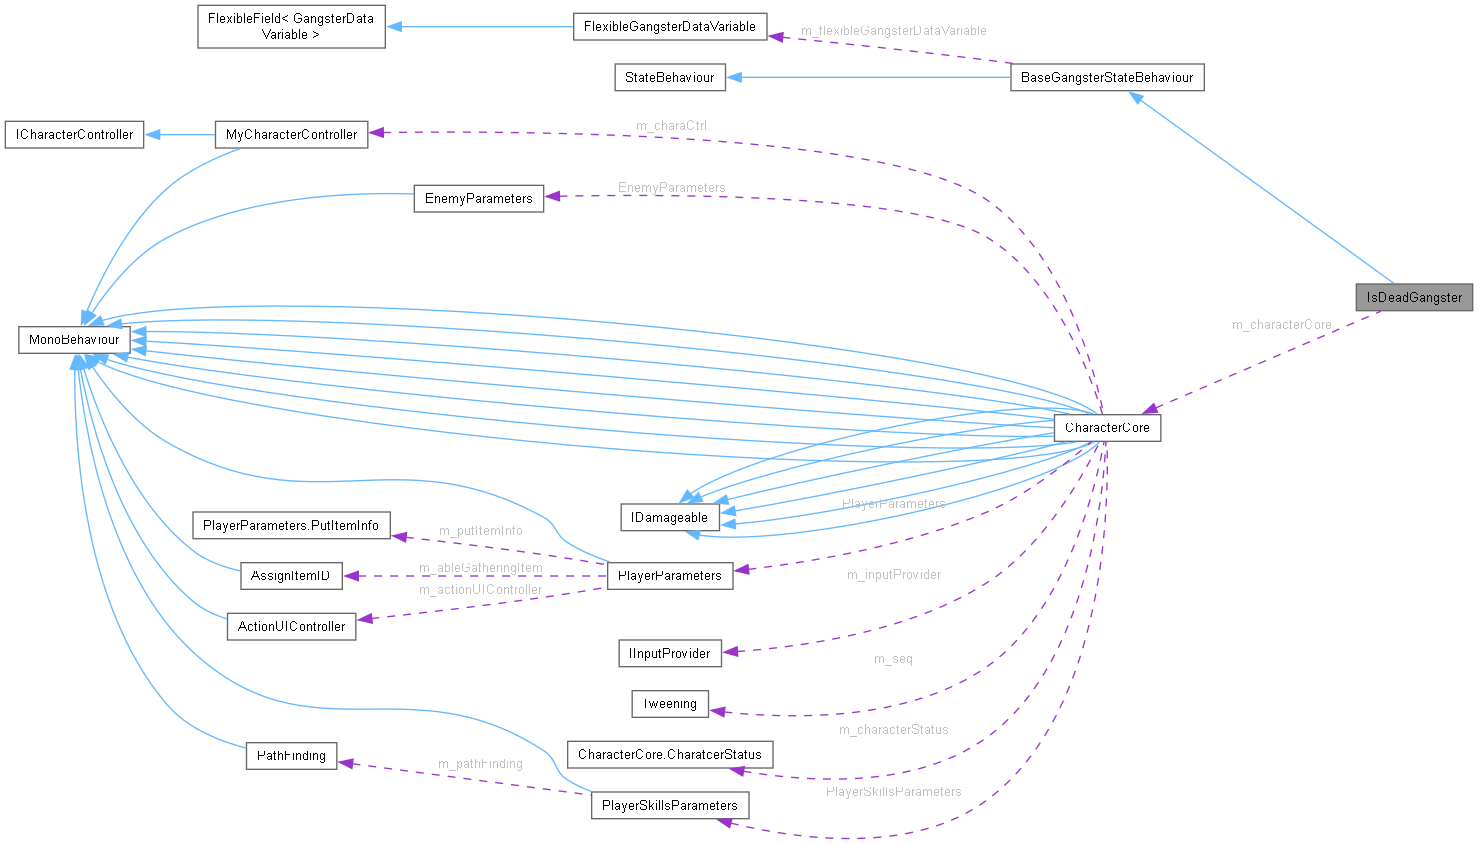 FlexibleField< GangsterData
Variable >
FlexibleGangsterDataVariable
m_flexibleGangsterDataVariable
StateBehaviour
BaseGangsterStateBehaviour
ICharacterController
MyCharacterController
m_charaCtrl
EnemyParameters
EnemyParameters
IsDeadGangster
m_characterCore
MonoBehaviour
CharacterCore
PlayerParameters
IDamageable
PlayerParameters.PutItemInfo
m_putItemInfo
AssignItemID
m_ableGatheringItem
PlayerParameters
m_inputProvider
m_actionUIController
ActionUIController
IInputProvider
m_seq
Tweening
m_characterStatus
CharacterCore.CharatcerStatus
PathFinding
m_pathFinding
PlayerSkillsParameters
PlayerSkillsParameters